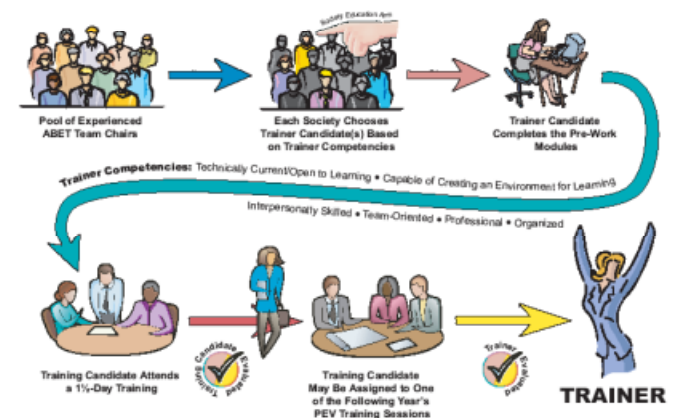 Society Education Arm
Pool of Experienced
ABET Team Chairs
Each Society Chooses
Trainer Candidate(s) Based
on Trainer Competencies
Trainer Candidate
Completes the Pre-Work
Modules
Trainer Competencies: Technically Current/Open to Learning • Capable of Creating an Environment for Learning
Interpersonally Skilled • Team-Oriented • Professional • Organized
Training Candidate Attends
a 1½-Day Training
Training Candidate Evaluated
Training Candidate
May Be Assigned to One
of the Following Year's
PEV Training Sessions
Trainer Evaluated
TRAINER